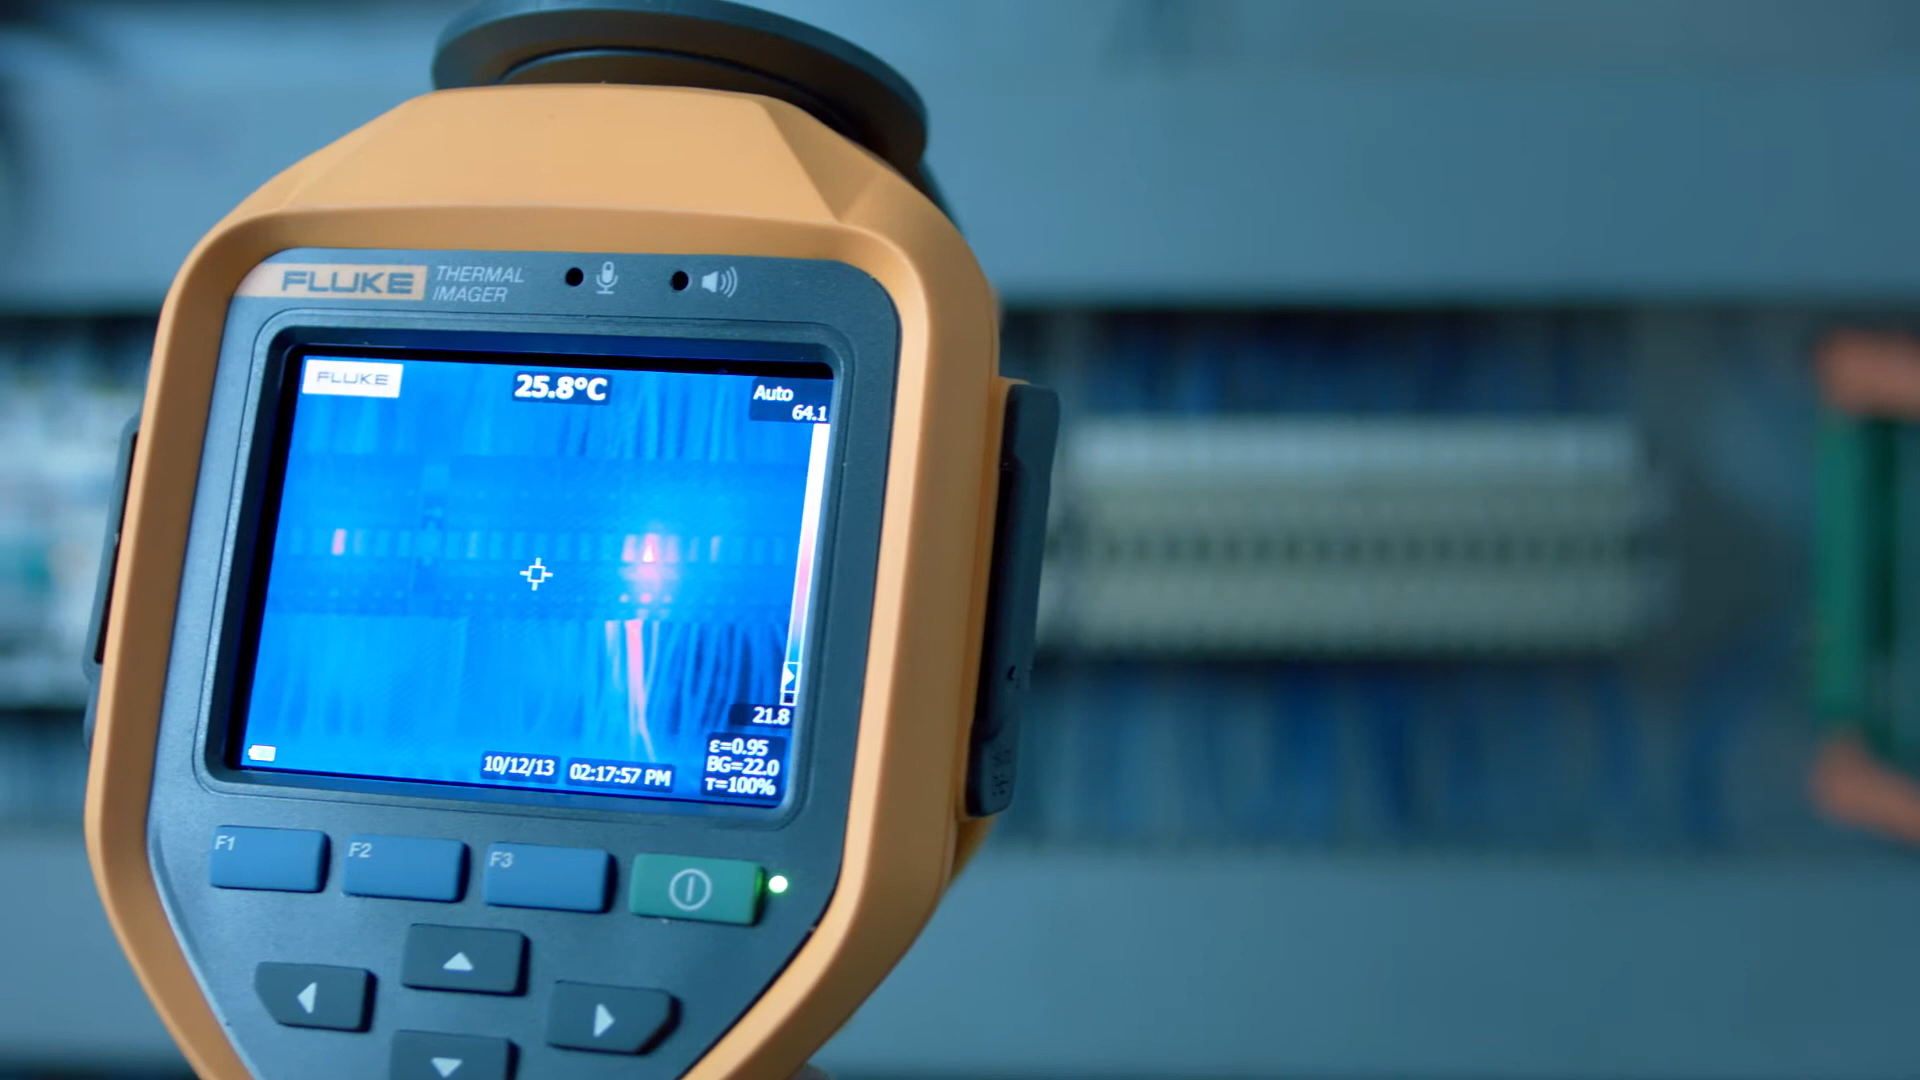 FLUKE THERMAL
IMAGER
FLUKE
25.8°C
Auto
64.1
21.8
ε=0.95
BG=22.0
τ=100%
10/12/13 02:17:57 PM
F1 F2 F3